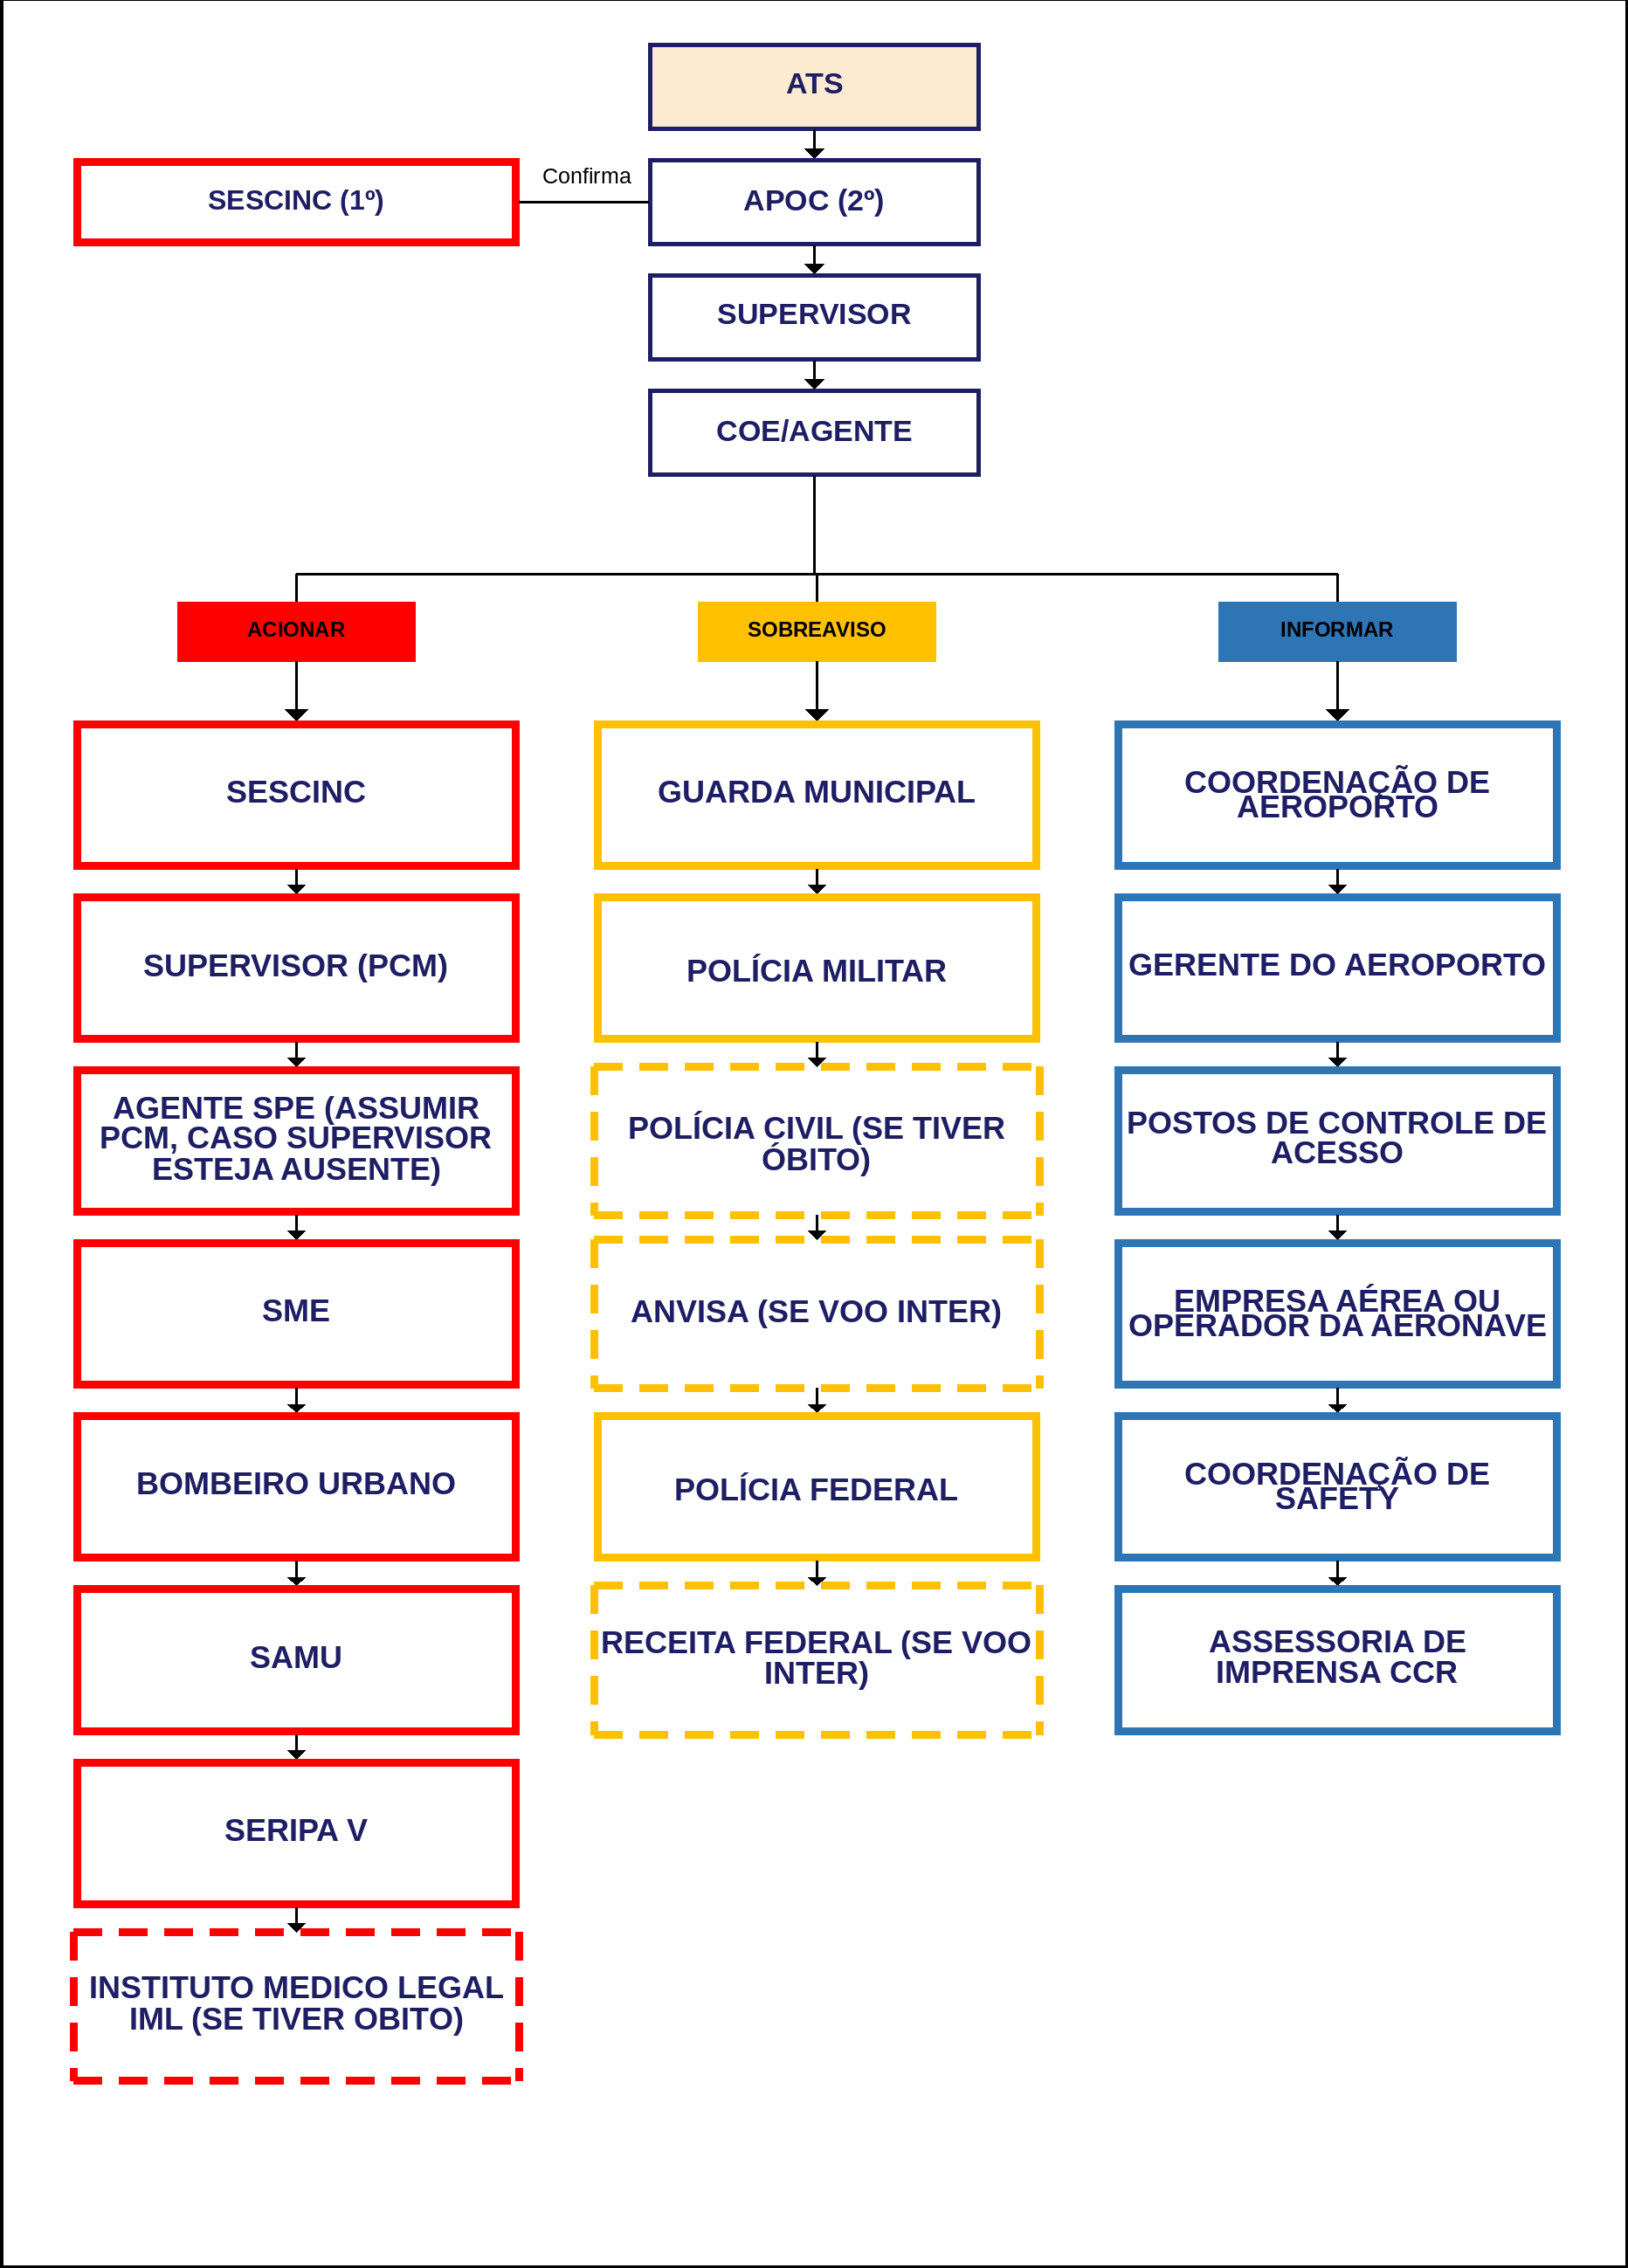 ATS
SESCINC (1º)
Confirma
APOC (2º)
SUPERVISOR
COE/AGENTE
ACIONAR
SOBREAVISO
INFORMAR
SESCINC
SUPERVISOR (PCM)
AGENTE SPE (ASSUMIR
PCM, CASO SUPERVISOR
ESTEJA AUSENTE)
SME
BOMBEIRO URBANO
SAMU
SERIPA V
INSTITUTO MEDICO LEGAL
IML (SE TIVER OBITO)
GUARDA MUNICIPAL
POLÍCIA MILITAR
POLÍCIA CIVIL (SE TIVER
ÓBITO)
ANVISA (SE VOO INTER)
POLÍCIA FEDERAL
RECEITA FEDERAL (SE VOO
INTER)
COORDENAÇÃO DE
AEROPORTO
GERENTE DO AEROPORTO
POSTOS DE CONTROLE DE
ACESSO
EMPRESA AÉREA OU
OPERADOR DA AERONAVE
COORDENAÇÃO DE
SAFETY
ASSESSORIA DE
IMPRENSA CCR